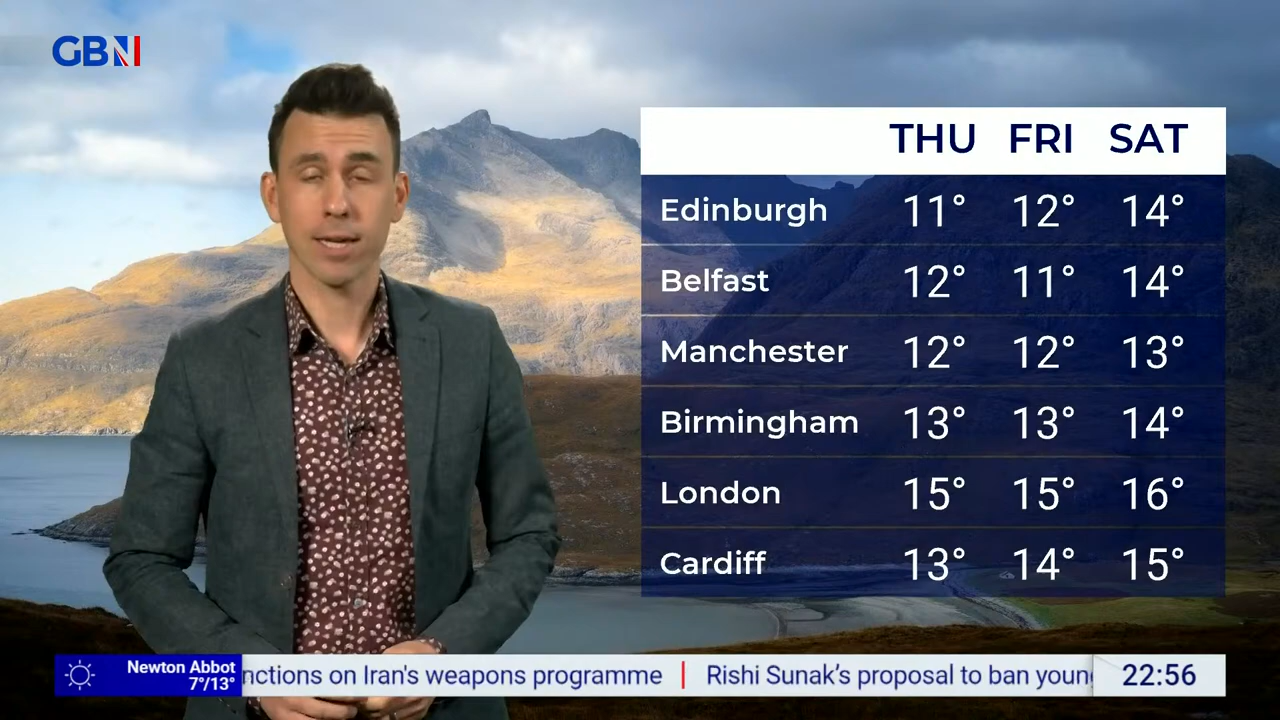 GBN
THU FRI SAT
Edinburgh 11° 12° 14°
Belfast 12° 11° 14°
Manchester 12° 12° 13°
Birmingham 13° 13° 14°
London 15° 15° 16°
Cardiff 13° 14° 15°
Newton Abbot
7°/13°
nctions on Iran's weapons programme | Rishi Sunak’s proposal to ban youn
22:56